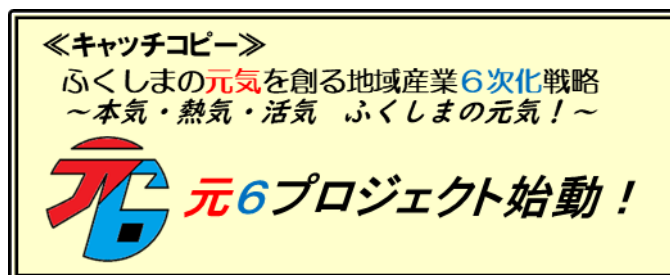 ≪キャッチコピー≫
ふくしまの元気を創る地域産業６次化戦略
～本気・熱気・活気　ふくしまの元気！～
元６
元６プロジェクト始動！